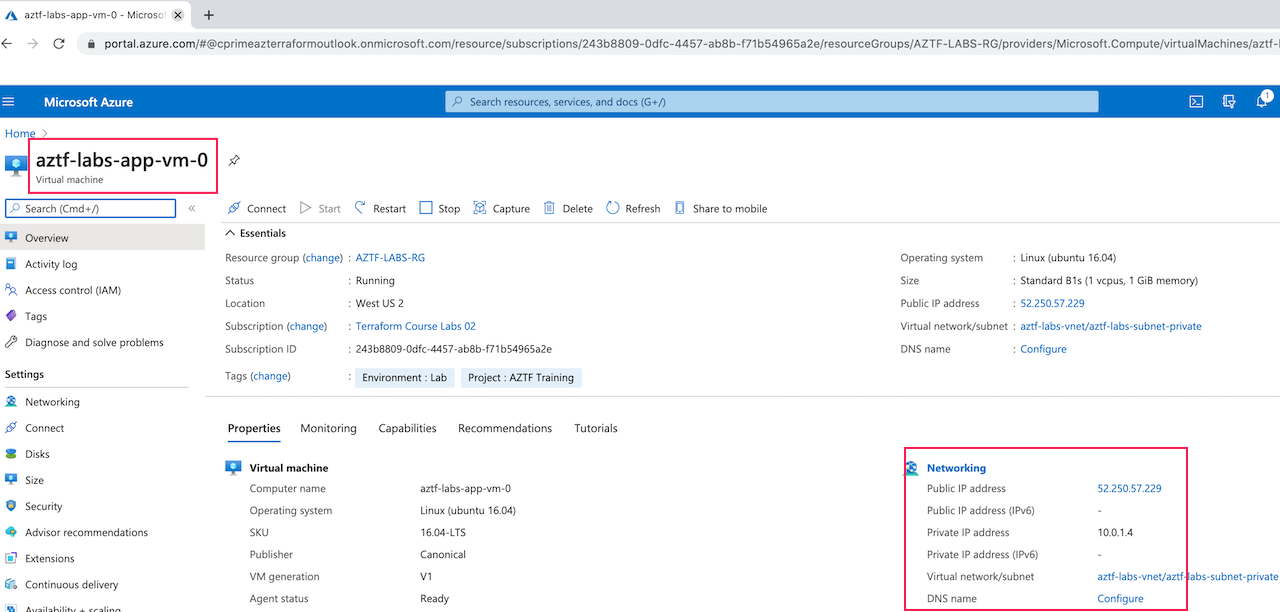 aztf-labs-app-vm-0 - Microsof
portal.azure.com/#@cprimeazterraformoutlook.onmicrosoft.com/resource/subscriptions/243b8809-0dfc-4457-ab8b-f71b54965a2e/resourceGroups/AZTF-LABS-RG/providers/Microsoft.Compute/virtualMachines/aztf-l
Microsoft Azure
Search resources, services, and docs (G+/)
1
Home
aztf-labs-app-vm-0
Virtual machine
Search (Cmd+/)
«
Connect Start Restart Stop Capture Delete Refresh Share to mobile
Overview
Activity log
Access control (IAM)
Tags
Diagnose and solve problems
Settings
Networking
Connect
Disks
Size
Security
Advisor recommendations
Extensions
Continuous delivery
Availability + scaling
Essentials
Resource group (change) : AZTF-LABS-RG
Status : Running
Location : West US 2
Subscription (change) : Terraform Course Labs 02
Subscription ID : 243b8809-0dfc-4457-ab8b-f71b54965a2e
Tags (change) : Environment : Lab Project : AZTF Training
Operating system : Linux (ubuntu 16.04)
Size : Standard B1s (1 vcpus, 1 GiB memory)
Public IP address : 52.250.57.229
Virtual network/subnet : aztf-labs-vnet/aztf-labs-subnet-private
DNS name : Configure
Properties Monitoring Capabilities Recommendations Tutorials
Virtual machine
Computer name aztf-labs-app-vm-0
Operating system Linux (ubuntu 16.04)
SKU 16.04-LTS
Publisher Canonical
VM generation V1
Agent status Ready
Networking
Public IP address 52.250.57.229
Public IP address (IPv6) -
Private IP address 10.0.1.4
Private IP address (IPv6) -
Virtual network/subnet aztf-labs-vnet/aztf-labs-subnet-private
DNS name Configure